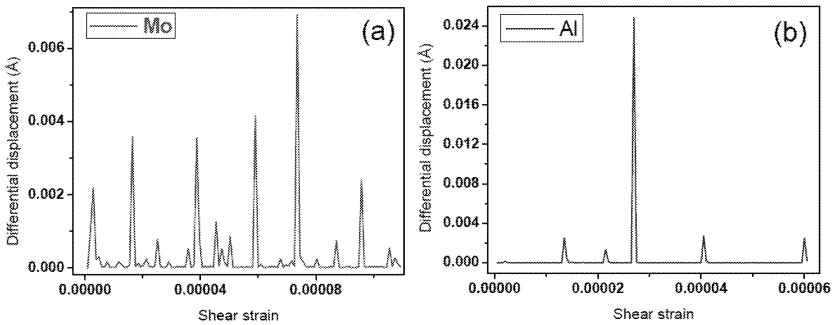 Mo
(a)
0.006
0.004
0.002
0.000
Differential displacement (Å)
0.00000
0.00004
0.00008
Shear strain
Al
(b)
0.024
0.020
0.016
0.012
0.008
0.004
0.000
Differential displacement (Å)
0.00000
0.00002
0.00004
0.00006
Shear strain